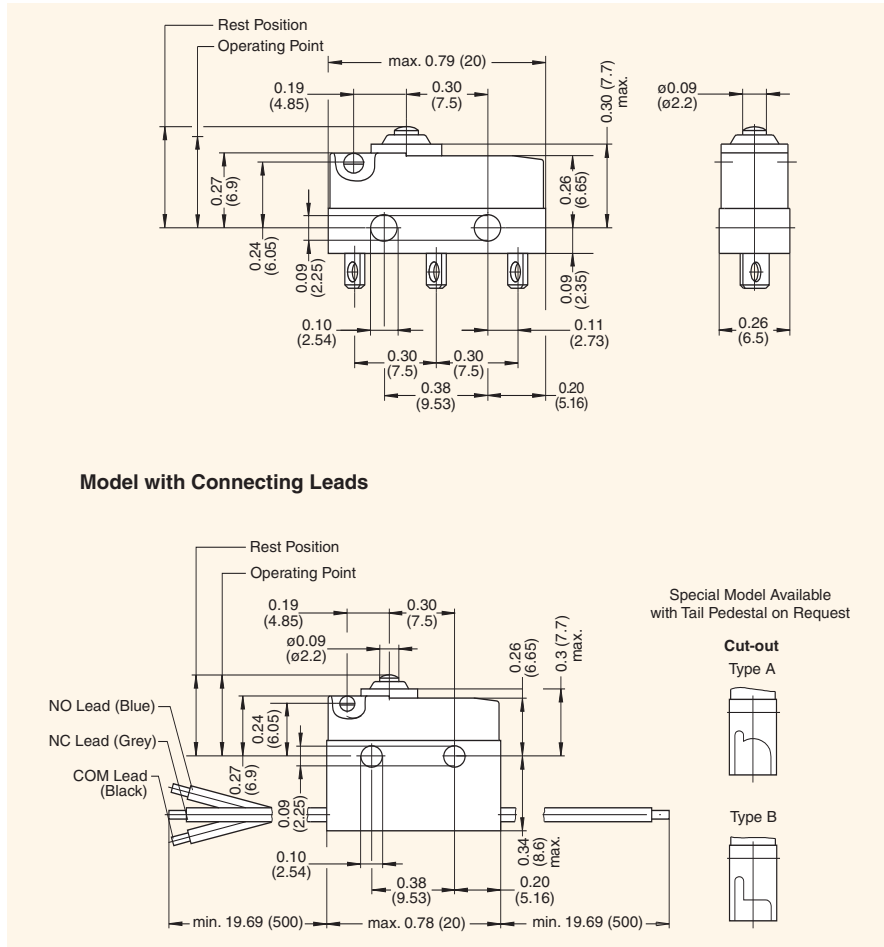 Rest Position
Operating Point
max. 0.79 (20)
0.19
(4.85)
0.30
(7.5)
0.30 (7.7)
max.
ø0.09
(ø2.2)
0.27
(6.9)
0.24
(6.05)
0.09
(2.25)
0.26
(6.65)
0.09
(2.35)
0.10
(2.54)
0.11
(2.73)
0.26
(6.5)
0.30
(7.5)
0.30
(7.5)
0.38
(9.53)
0.20
(5.16)
Model with Connecting Leads
Rest Position
Operating Point
0.19
(4.85)
0.30
(7.5)
ø0.09
(ø2.2)
0.26
(6.65)
0.3 (7.7)
max.
NO Lead (Blue)
NC Lead (Grey)
COM Lead
(Black)
0.24
(6.05)
0.27
(6.9)
0.09
(2.25)
0.34
(8.6)
max.
0.10
(2.54)
0.38
(9.53)
0.20
(5.16)
min. 19.69 (500)
max. 0.78 (20)
min. 19.69 (500)
Special Model Available
with Tail Pedestal on Request
Cut-out
Type A
Type B